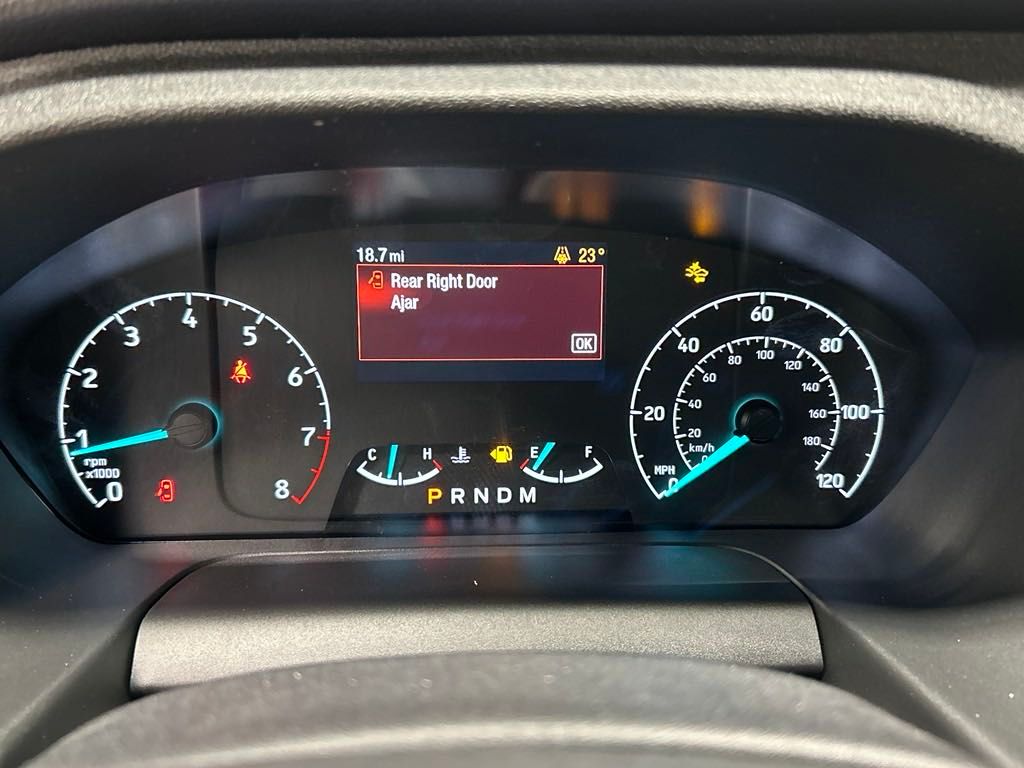 18.7 mi 23°
Rear Right Door
Ajar
OK
0 1 2 3 4 5 6 7 8
rpm
x1000
C H
E F
P R N D M
0 20 40 60 80 100 120
MPH
0 20 40 60 80 100 120 140 160 180
km/h